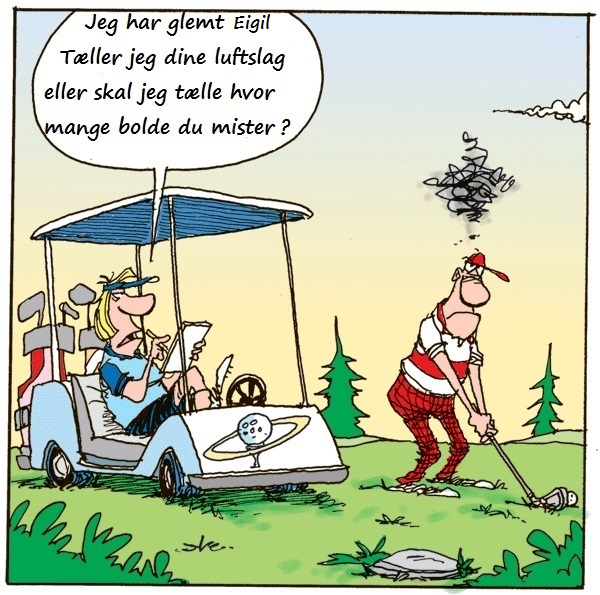 Jeg har glemt Eigil
Tæller jeg dine luftslag
eller skal jeg tælle hvor
mange bolde du mister ?